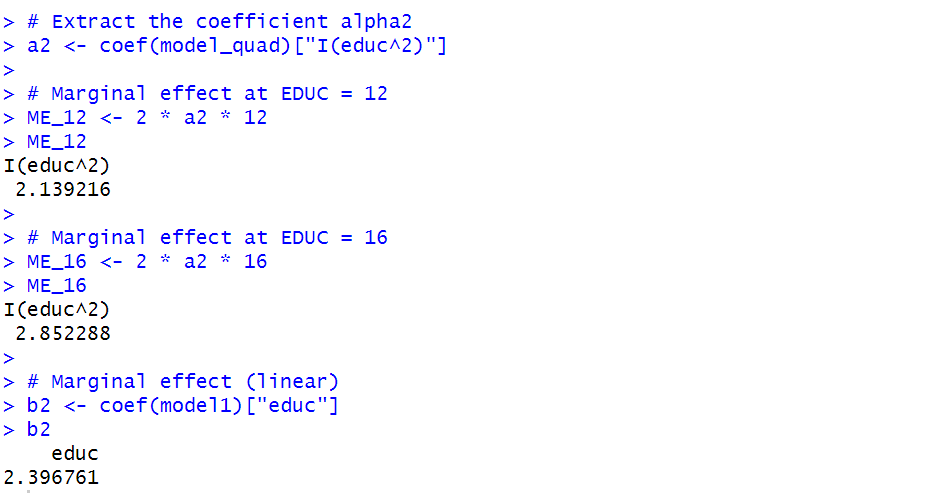 > # Extract the coefficient alpha2
> a2 <- coef(model_quad)["I(educ^2)"]
>
> # Marginal effect at EDUC = 12
> ME_12 <- 2 * a2 * 12
> ME_12
I(educ^2)
 2.139216
>
> # Marginal effect at EDUC = 16
> ME_16 <- 2 * a2 * 16
> ME_16
I(educ^2)
 2.852288
>
> # Marginal effect (linear)
> b2 <- coef(model1)["educ"]
> b2
    educ
2.396761